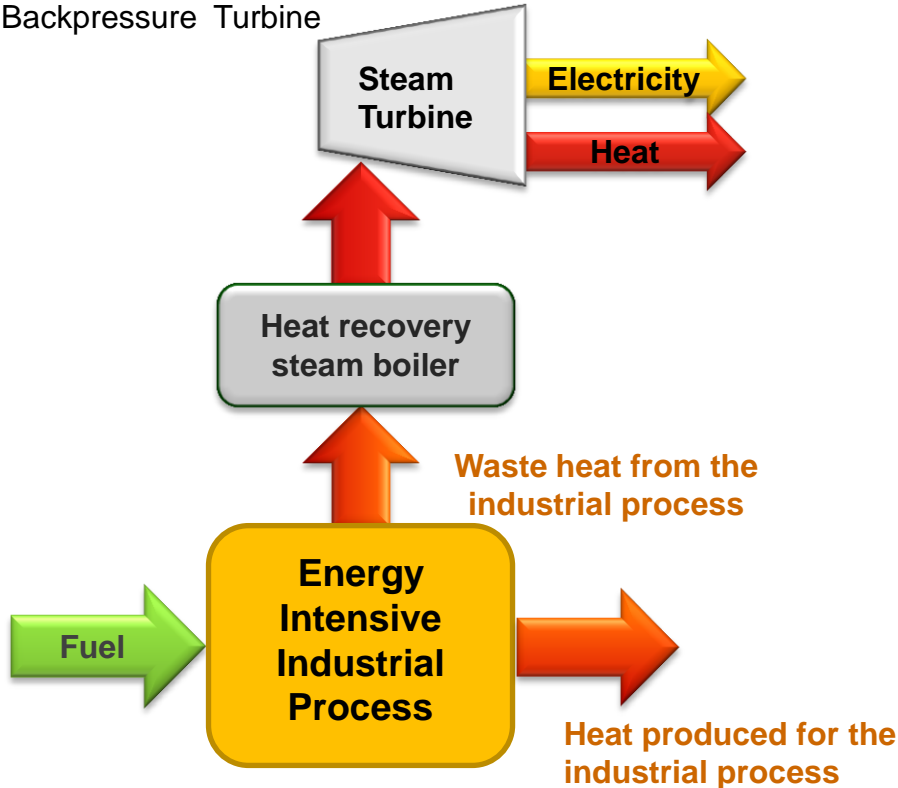 Backpressure Turbine
Steam
Turbine
Electricity
Heat
Heat recovery
steam boiler
Waste heat from the
industrial process
Energy
Intensive
Industrial
Process
Fuel
Heat produced for the
industrial process